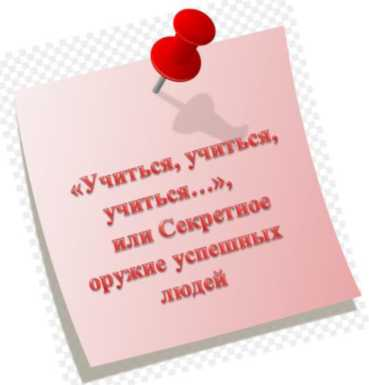 «Учиться, учиться,
учиться…»,
или Секретное
оружие успешных
людей